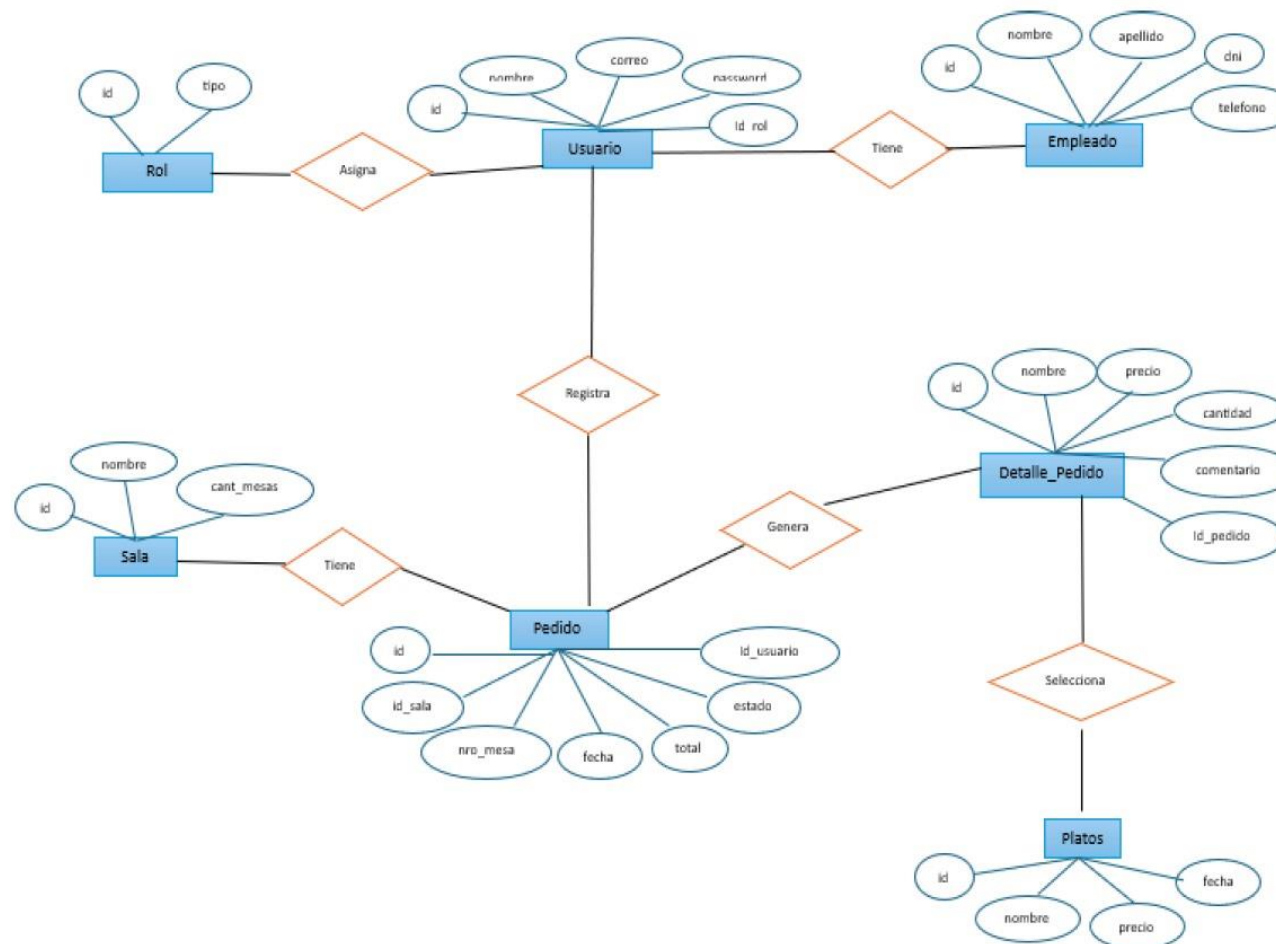 id
tipo
Rol
Asigna
id
nombre
correo
password
Id_rol
Usuario
Tiene
id
nombre
apellido
dni
telefono
Empleado
Registra
id
nombre
cant_mesas
Sala
Tiene
Genera
id
nombre
precio
cantidad
comentario
Id_pedido
Detalle_Pedido
Pedido
id
id_sala
nro_mesa
fecha
total
estado
Id_usuario
Selecciona
Platos
id
nombre
precio
fecha